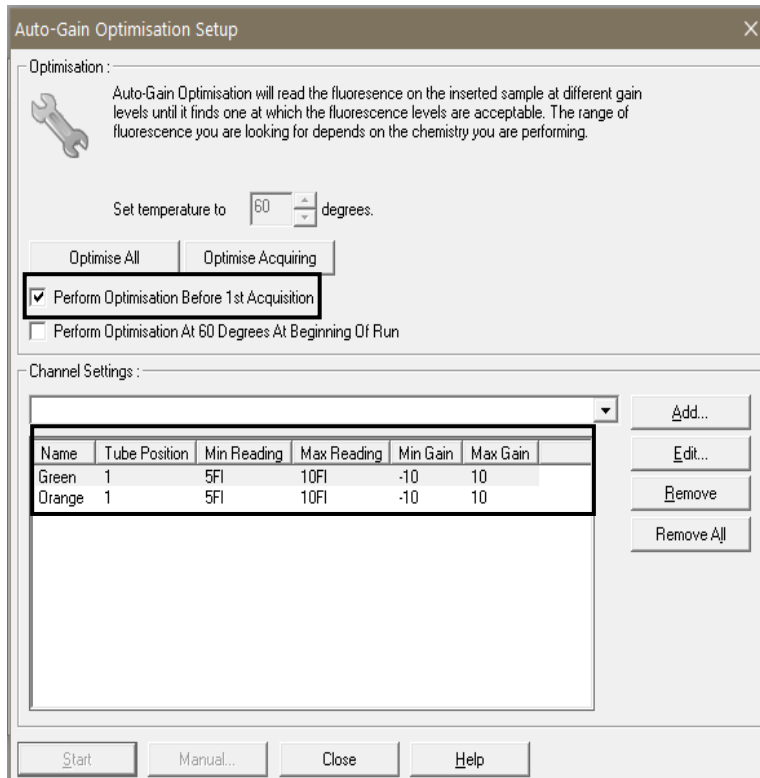 Auto-Gain Optimisation Setup
Optimisation :
Auto-Gain Optimisation will read the fluoresence on the inserted sample at different gain
levels until it finds one at which the fluorescence levels are acceptable. The range of
fluorescence you are looking for depends on the chemistry you are performing.
Set temperature to 60 degrees.
Optimise All Optimise Acquiring
Perform Optimisation Before 1st Acquisition
Perform Optimisation At 60 Degrees At Beginning Of Run
Channel Settings :
Add...
Name Tube Position Min Reading Max Reading Min Gain Max Gain Edit...
Green 1 5Fl 10Fl -10 10
Orange 1 5Fl 10Fl -10 10
Remove
Remove All
Start Manual... Close Help